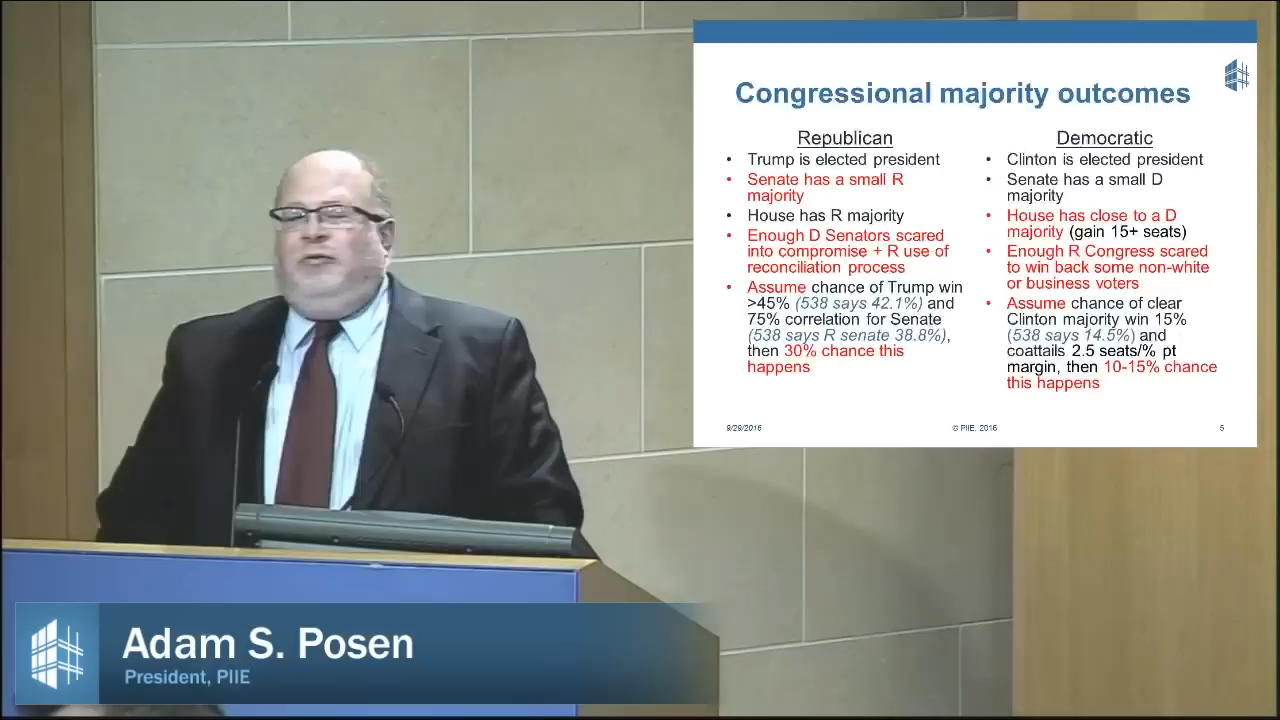 Congressional majority outcomes
Republican
• Trump is elected president
• Senate has a small R
majority
• House has R majority
• Enough D Senators scared
into compromise + R use of
reconciliation process
• Assume chance of Trump win
>45% (538 says 42.1%) and
75% correlation for Senate
(538 says R senate 38.8%),
then 30% chance this
happens
Democratic
• Clinton is elected president
• Senate has a small D
majority
• House has close to a D
majority (gain 15+ seats)
• Enough R Congress scared
to win back some non-white
or business voters
• Assume chance of clear
Clinton majority win 15%
(538 says 14.5%) and
coattails 2.5 seats/% pt
margin, then 10-15% chance
this happens
9/29/2016
© PIIE, 2016
5
Adam S. Posen
President, PIIE